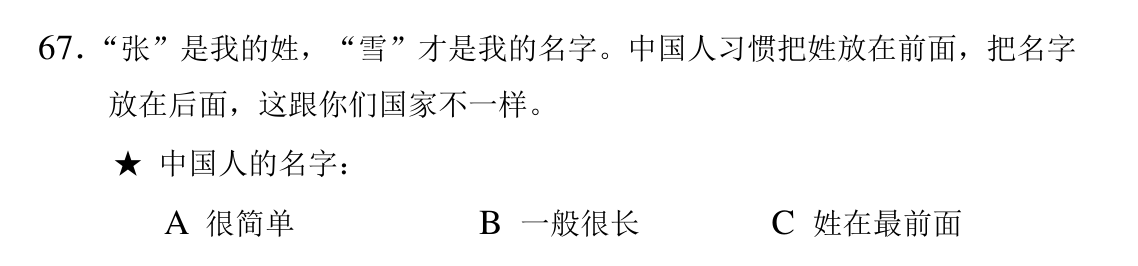 67. “张”是我的姓，“雪”才是我的名字。中国人习惯把姓放在前面，把名字
放在后面，这跟你们国家不一样。
★ 中国人的名字：
A 很简单 B 一般很长 C 姓在最前面